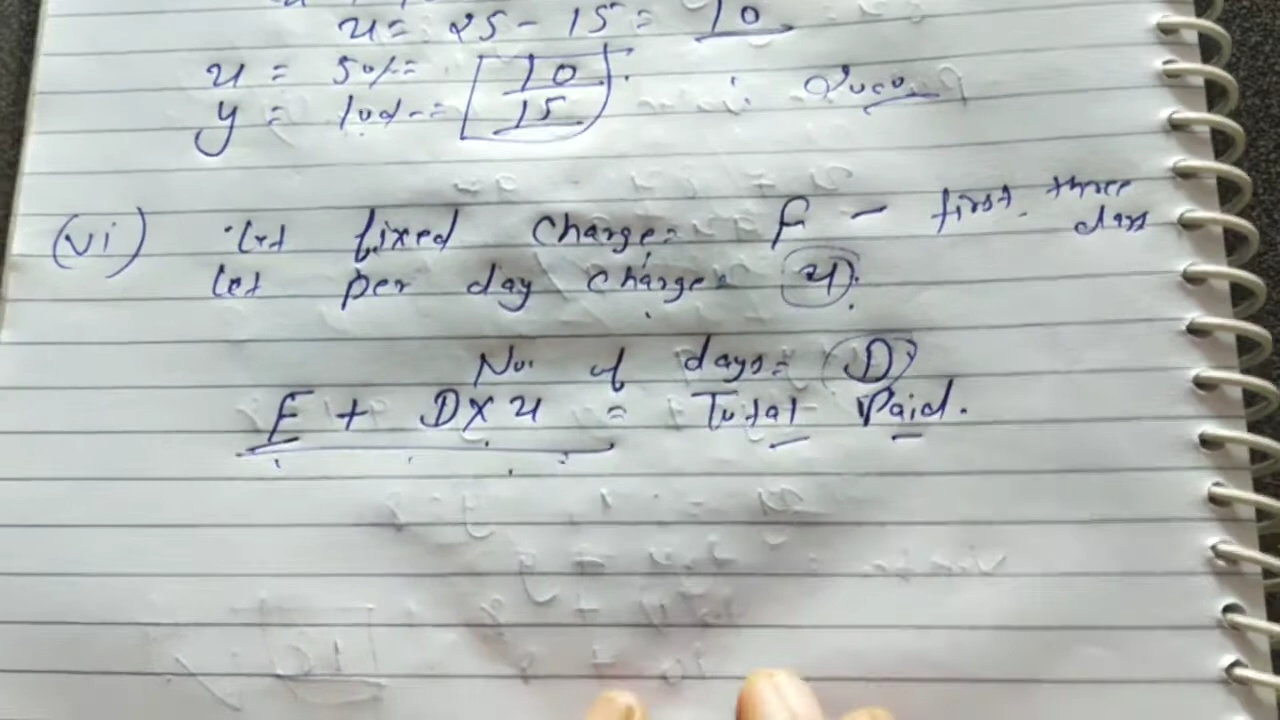 x = 25 - 15 = 10
x = 50/- = 10
y = 100/- = 15
(vi) Let fixed charge = F - first three days
Let per day charge = x
No. of days = D
F + D x x = Total Paid.